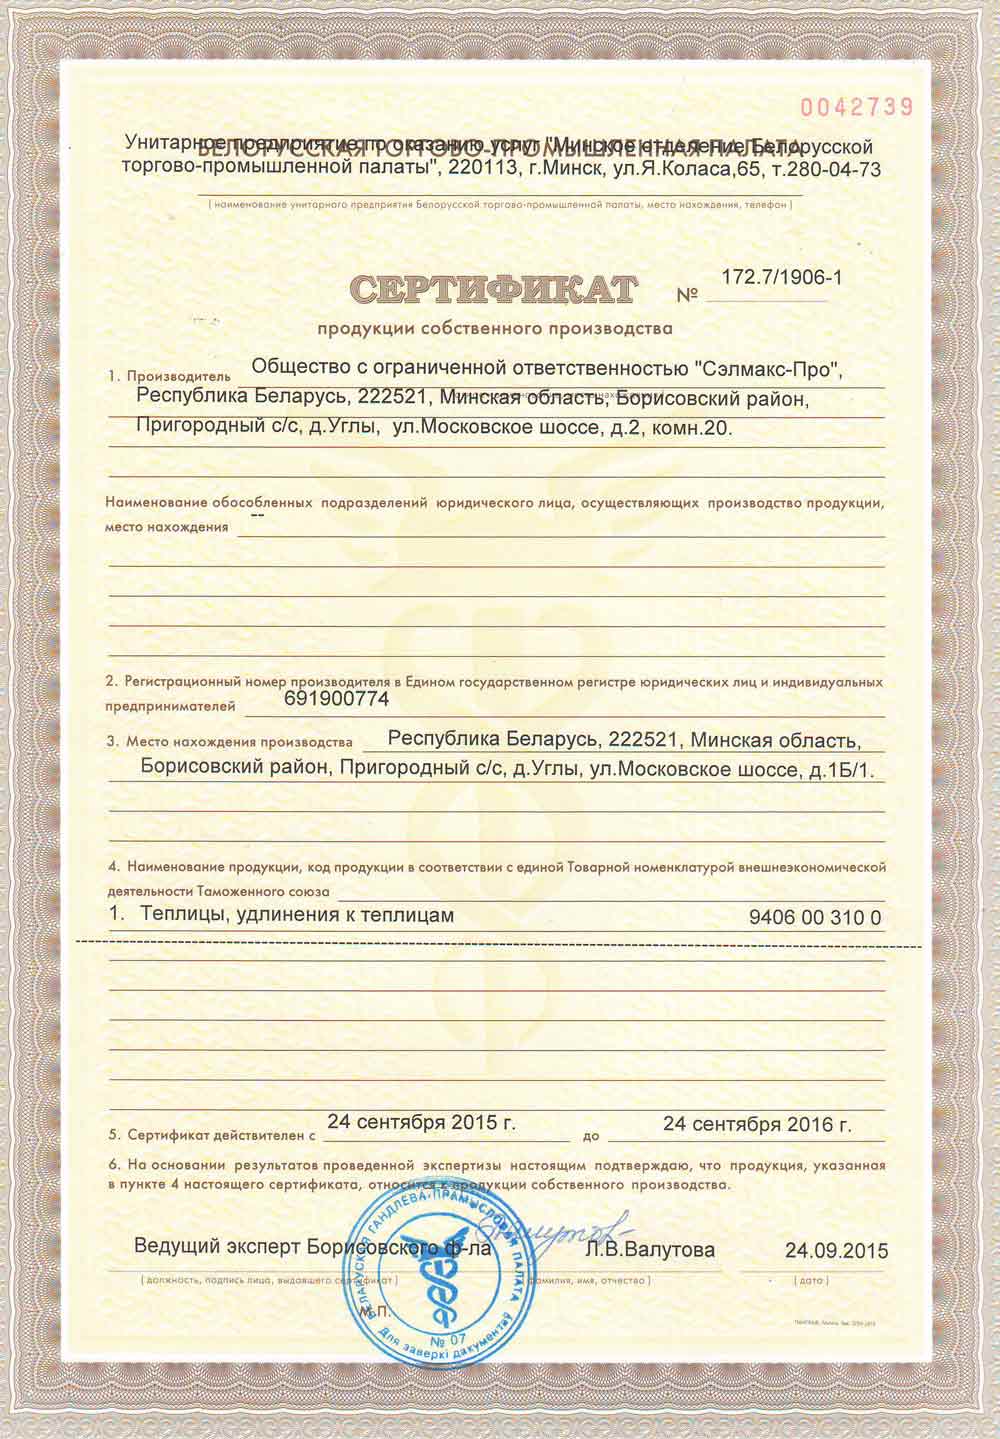 0042739
БЕЛОРУССКАЯ ТОРГОВО-ПРОМЫШЛЕННАЯ ПАЛАТА
Унитарное предприятие по оказанию услуг "Минское отделение Белорусской
торгово-промышленной палаты", 220113, г.Минск, ул.Я.Коласа,65, т.280-04-73
(наименование унитарного предприятия Белорусской торгово-промышленной палаты, место нахождения, телефон)
СЕРТИФИКАТ № 172.7/1906-1
продукции собственного производства
1. Производитель Общество с ограниченной ответственностью "Сэлмакс-Про",
Республика Беларусь, 222521, Минская область, Борисовский район,
Пригородный с/с, д.Углы, ул.Московское шоссе, д.2, комн.20.
Наименование обособленных подразделений юридического лица, осуществляющих производство продукции,
место нахождения --
2. Регистрационный номер производителя в Едином государственном регистре юридических лиц и индивидуальных
предпринимателей 691900774
3. Место нахождения производства Республика Беларусь, 222521, Минская область,
Борисовский район, Пригородный с/с, д.Углы, ул.Московское шоссе, д.1Б/1.
4. Наименование продукции, код продукции в соответствии с единой Товарной номенклатурой внешнеэкономической
деятельности Таможенного союза
1. Теплицы, удлинения к теплицам 9406 00 310 0
5. Сертификат действителен с 24 сентября 2015 г. до 24 сентября 2016 г.
6. На основании результатов проведенной экспертизы настоящим подтверждаю, что продукция, указанная
в пункте 4 настоящего сертификата, относится к продукции собственного производства.
Ведущий эксперт Борисовского ф-ла Л.В.Валутова 24.09.2015
(должность, подпись лица, выдавшего сертификат) (фамилия, имя, отчество) (дата)
М.П.
БЕЛАРУСКАЯ ГАНДЛЁВА-ПРАМЫСЛОВАЯ ПАЛАТА
№ 07
Для заверкі дакументаў